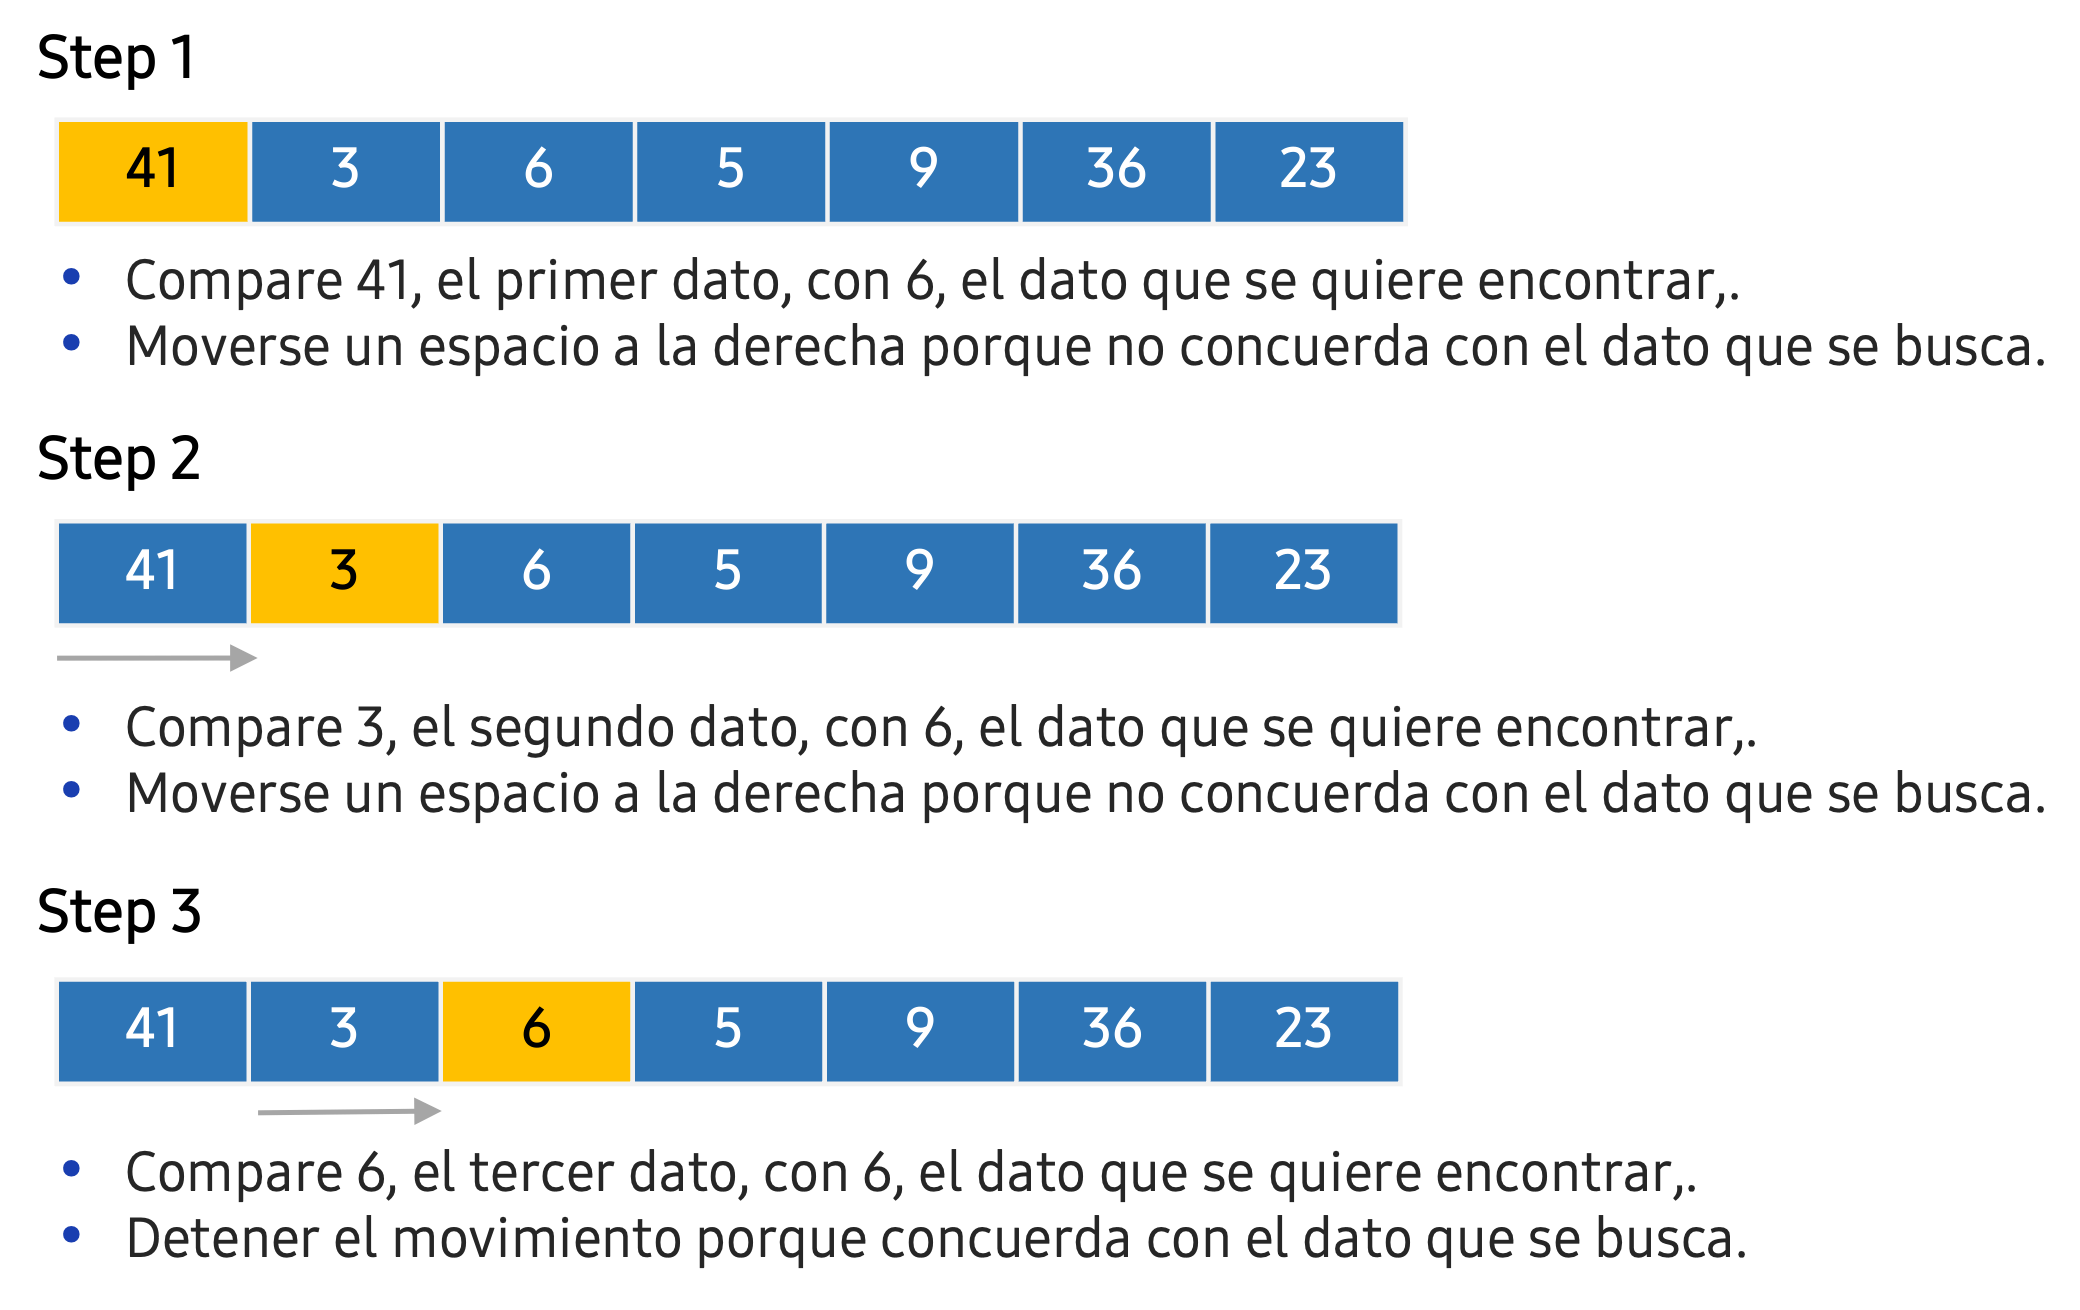 Step 1
41 3 6 5 9 36 23
• Compare 41, el primer dato, con 6, el dato que se quiere encontrar,.
• Moverse un espacio a la derecha porque no concuerda con el dato que se busca.
Step 2
41 3 6 5 9 36 23
• Compare 3, el segundo dato, con 6, el dato que se quiere encontrar,.
• Moverse un espacio a la derecha porque no concuerda con el dato que se busca.
Step 3
41 3 6 5 9 36 23
• Compare 6, el tercer dato, con 6, el dato que se quiere encontrar,.
• Detener el movimiento porque concuerda con el dato que se busca.